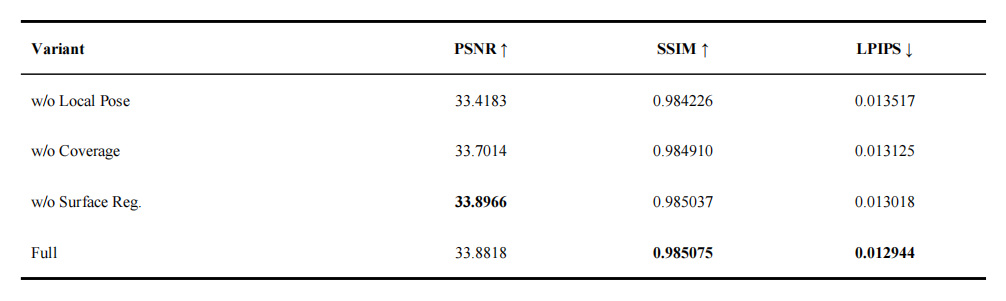 Variant PSNR ↑ SSIM ↑ LPIPS ↓
w/o Local Pose 33.4183 0.984226 0.013517
w/o Coverage 33.7014 0.984910 0.013125
w/o Surface Reg. 33.8966 0.985037 0.013018
Full 33.8818 0.985075 0.012944